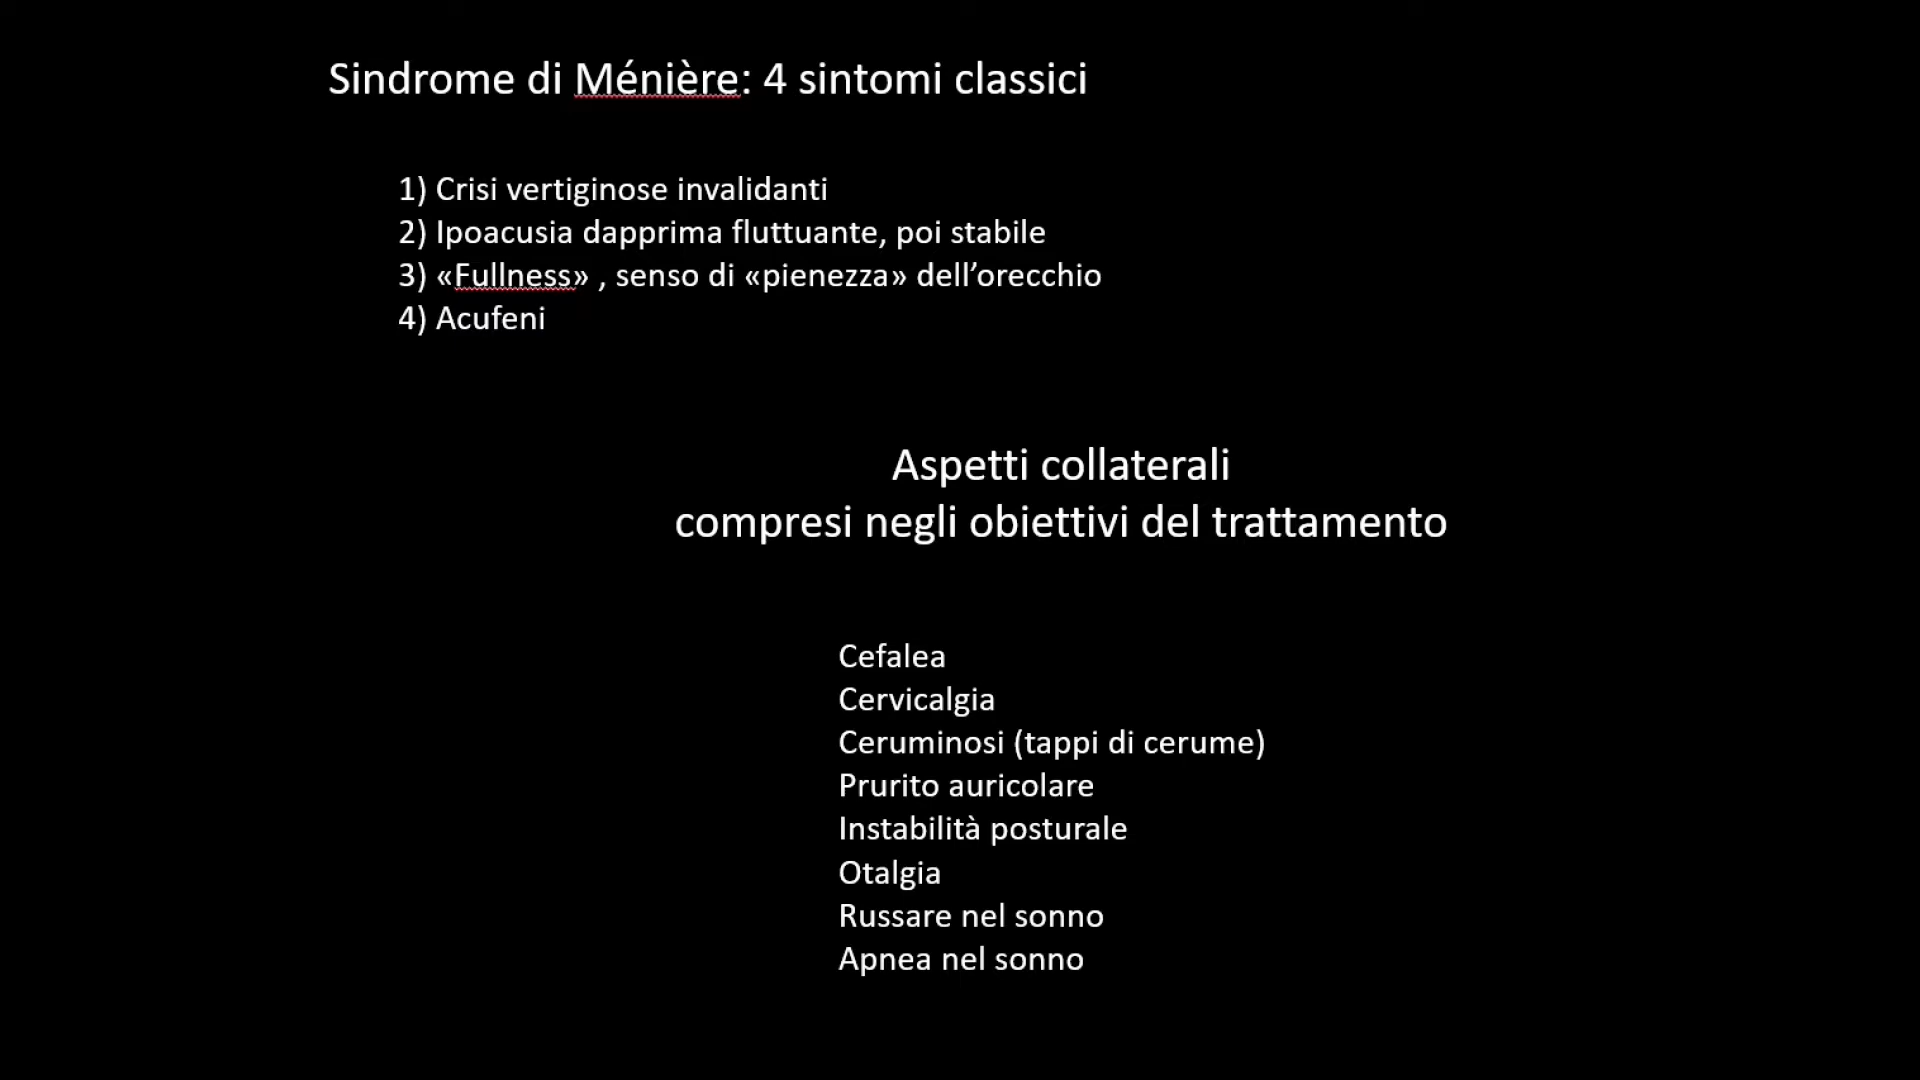 Sindrome di Ménière: 4 sintomi classici
1) Crisi vertiginose invalidanti
2) Ipoacusia dapprima fluttuante, poi stabile
3) «Fullness» , senso di «pienezza» dell’orecchio
4) Acufeni
Aspetti collaterali
compresi negli obiettivi del trattamento
Cefalea
Cervicalgia
Ceruminosi (tappi di cerume)
Prurito auricolare
Instabilità posturale
Otalgia
Russare nel sonno
Apnea nel sonno